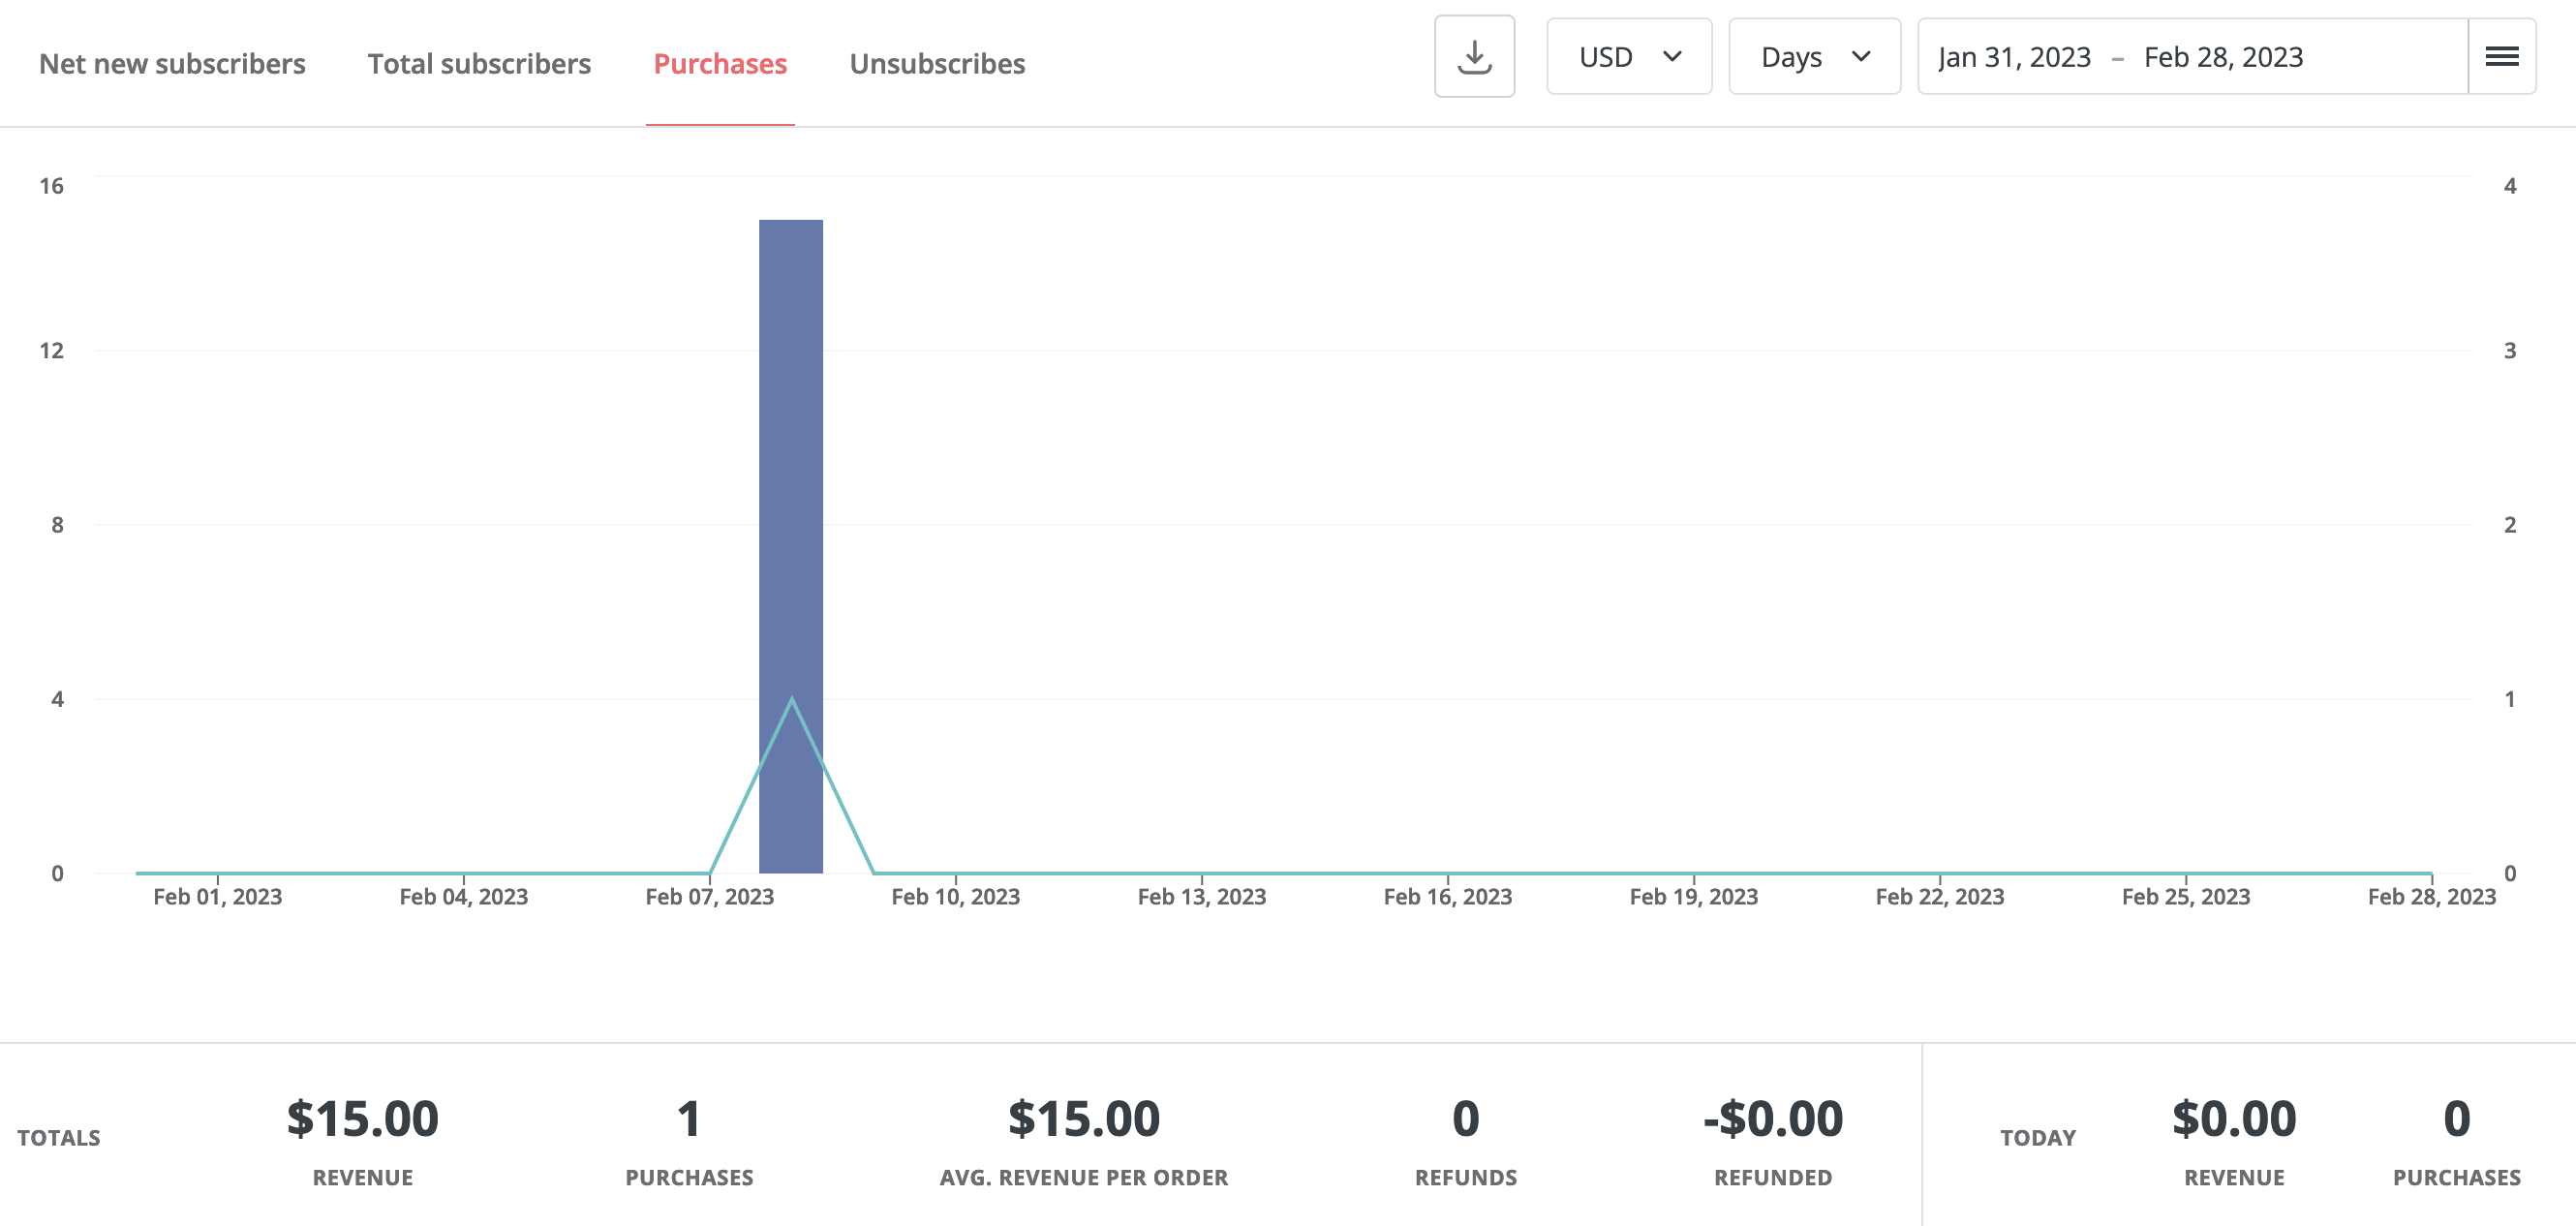 Net new subscribers Total subscribers Purchases Unsubscribes USD Days Jan 31, 2023 – Feb 28, 2023
16 4
12 3
8 2
4 1
0 0
Feb 01, 2023 Feb 04, 2023 Feb 07, 2023 Feb 10, 2023 Feb 13, 2023 Feb 16, 2023 Feb 19, 2023 Feb 22, 2023 Feb 25, 2023 Feb 28, 2023
$15.00 1 $15.00 0 -$0.00 $0.00 0
TOTALS TODAY
REVENUE PURCHASES AVG. REVENUE PER ORDER REFUNDS REFUNDED REVENUE PURCHASES